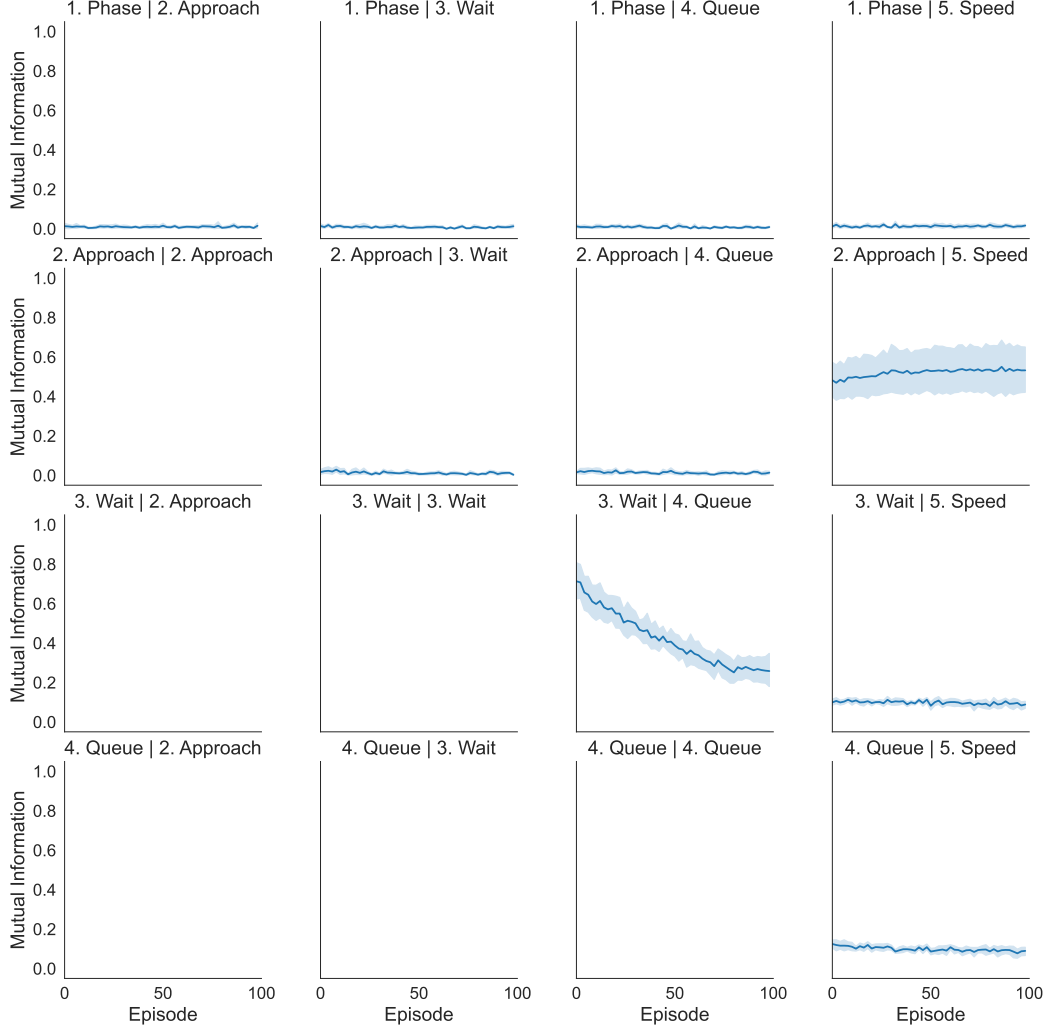 1. Phase | 2. Approach 1. Phase | 3. Wait 1. Phase | 4. Queue 1. Phase | 5. Speed
1.0
0.8
0.6
0.4
0.2
0.0
Mutual Information
2. Approach | 2. Approach 2. Approach | 3. Wait 2. Approach | 4. Queue 2. Approach | 5. Speed
1.0
0.8
0.6
0.4
0.2
0.0
Mutual Information
3. Wait | 2. Approach 3. Wait | 3. Wait 3. Wait | 4. Queue 3. Wait | 5. Speed
1.0
0.8
0.6
0.4
0.2
0.0
Mutual Information
4. Queue | 2. Approach 4. Queue | 3. Wait 4. Queue | 4. Queue 4. Queue | 5. Speed
1.0
0.8
0.6
0.4
0.2
0.0
Mutual Information
0 100 0 50 100 0 50 100 0 50 100
Episode Episode Episode Episode